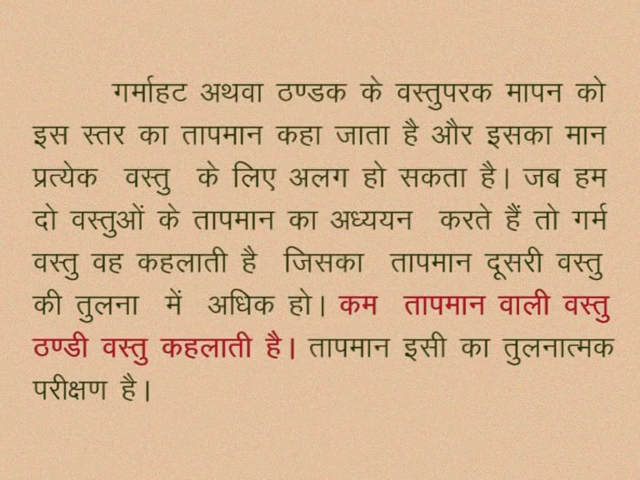 गर्माहट अथवा ठण्डक के वस्तुपरक मापन को
इस स्तर का तापमान कहा जाता है और इसका मान
प्रत्येक वस्तु के लिए अलग हो सकता है। जब हम
दो वस्तुओं के तापमान का अध्ययन करते हैं तो गर्म
वस्तु वह कहलाती है जिसका तापमान दूसरी वस्तु
की तुलना में अधिक हो। कम तापमान वाली वस्तु
ठण्डी वस्तु कहलाती है। तापमान इसी का तुलनात्मक
परीक्षण है।